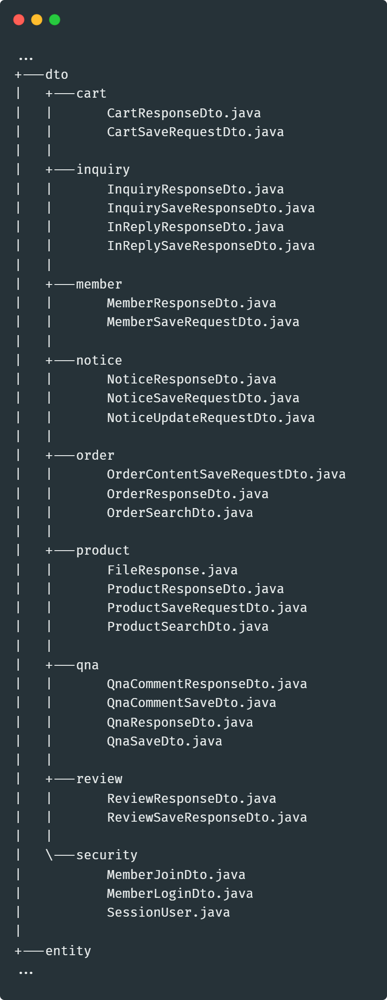 ...
+---dto
|   +---cart
|   |       CartResponseDto.java
|   |       CartSaveRequestDto.java
|   |
|   +---inquiry
|   |       InquiryResponseDto.java
|   |       InquirySaveResponseDto.java
|   |       InReplyResponseDto.java
|   |       InReplySaveResponseDto.java
|   |
|   +---member
|   |       MemberResponseDto.java
|   |       MemberSaveRequestDto.java
|   |
|   +---notice
|   |       NoticeResponseDto.java
|   |       NoticeSaveRequestDto.java
|   |       NoticeUpdateRequestDto.java
|   |
|   +---order
|   |       OrderContentSaveRequestDto.java
|   |       OrderResponseDto.java
|   |       OrderSearchDto.java
|   |
|   +---product
|   |       FileResponse.java
|   |       ProductResponseDto.java
|   |       ProductSaveRequestDto.java
|   |       ProductSearchDto.java
|   |
|   +---qna
|   |       QnaCommentResponseDto.java
|   |       QnaCommentSaveDto.java
|   |       QnaResponseDto.java
|   |       QnaSaveDto.java
|   |
|   +---review
|   |       ReviewResponseDto.java
|   |       ReviewSaveResponseDto.java
|   |
|   \---security
|           MemberJoinDto.java
|           MemberLoginDto.java
|           SessionUser.java
|
+---entity
...